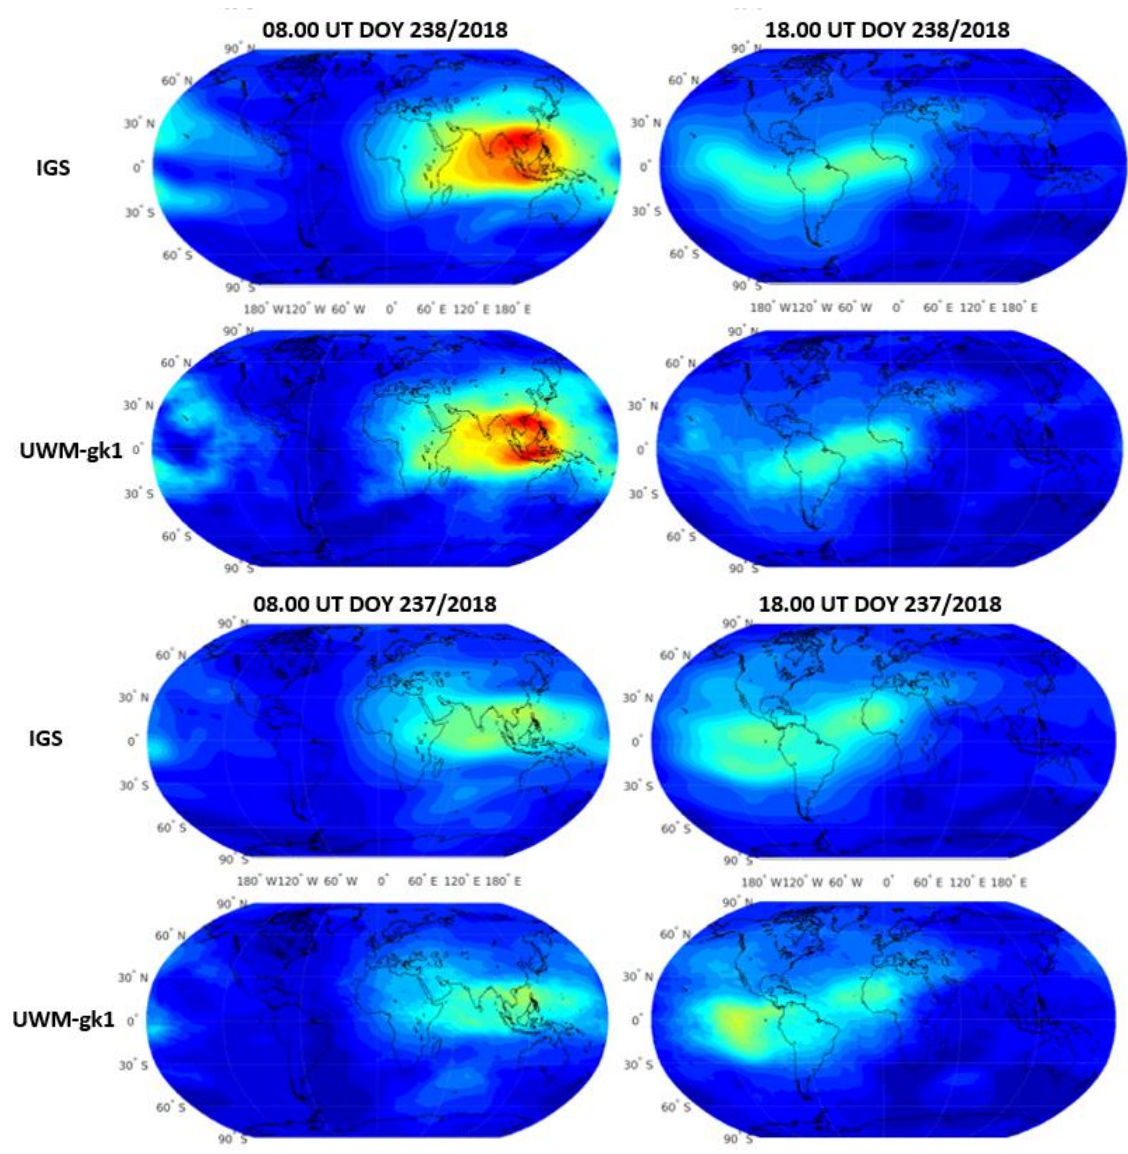 08.00 UT DOY 238/2018 18.00 UT DOY 238/2018
90° N 90° N
60° N 60° N
30° N 30° N
IGS 0° 0°
30° S 30° S
60° S 60° S
90° S 90° S
180° W 120° W 60° W 0° 60° E 120° E 180° E 180° W 120° W 60° W 0° 60° E 120° E 180° E
90° N 90° N
60° N 60° N
30° N 30° N
UWM-gk1 0° 0°
30° S 30° S
60° S 60° S
90° S 90° S
08.00 UT DOY 237/2018 18.00 UT DOY 237/2018
90° N 90° N
60° N 60° N
30° N 30° N
IGS 0° 0°
30° S 30° S
60° S 60° S
90° S 90° S
180° W 120° W 60° W 0° 60° E 120° E 180° E 180° W 120° W 60° W 0° 60° E 120° E 180° E
90° N 90° N
60° N 60° N
30° N 30° N
UWM-gk1 0° 0°
30° S 30° S
60° S 60° S
90° S 90° S